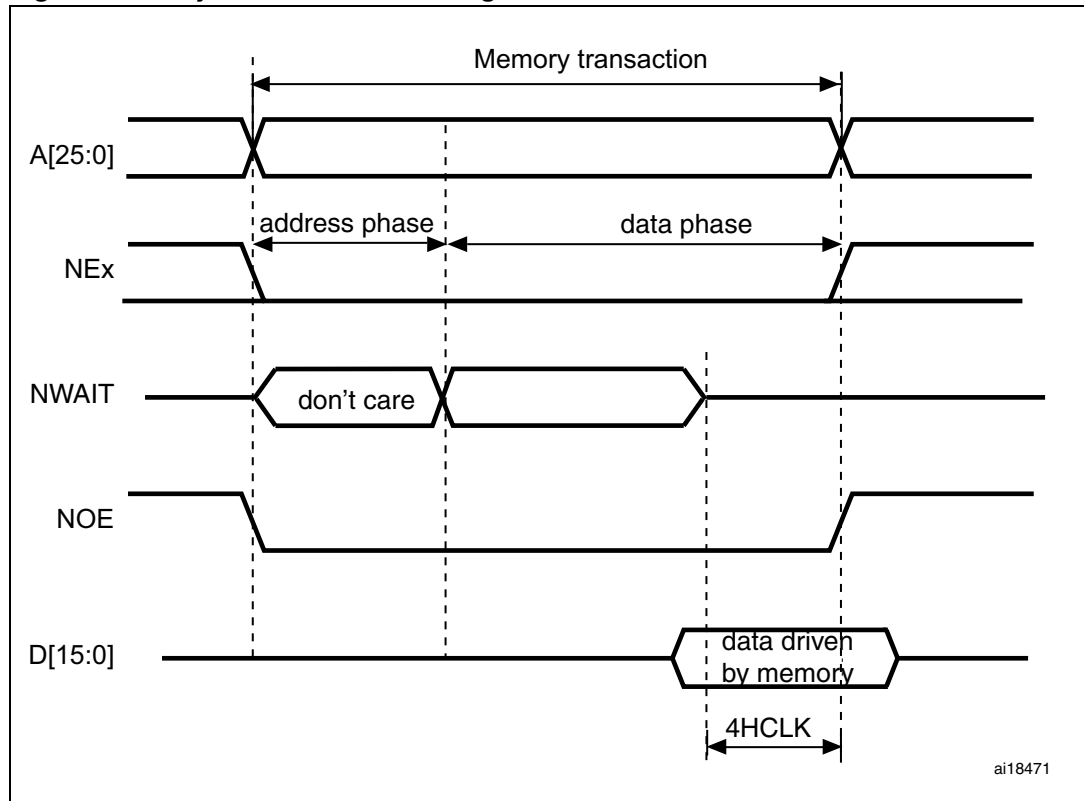 Memory transaction
A[25:0]
address phase
data phase
NEx
NWAIT
don't care
NOE
D[15:0]
data driven
by memory
4HCLK
ai18471